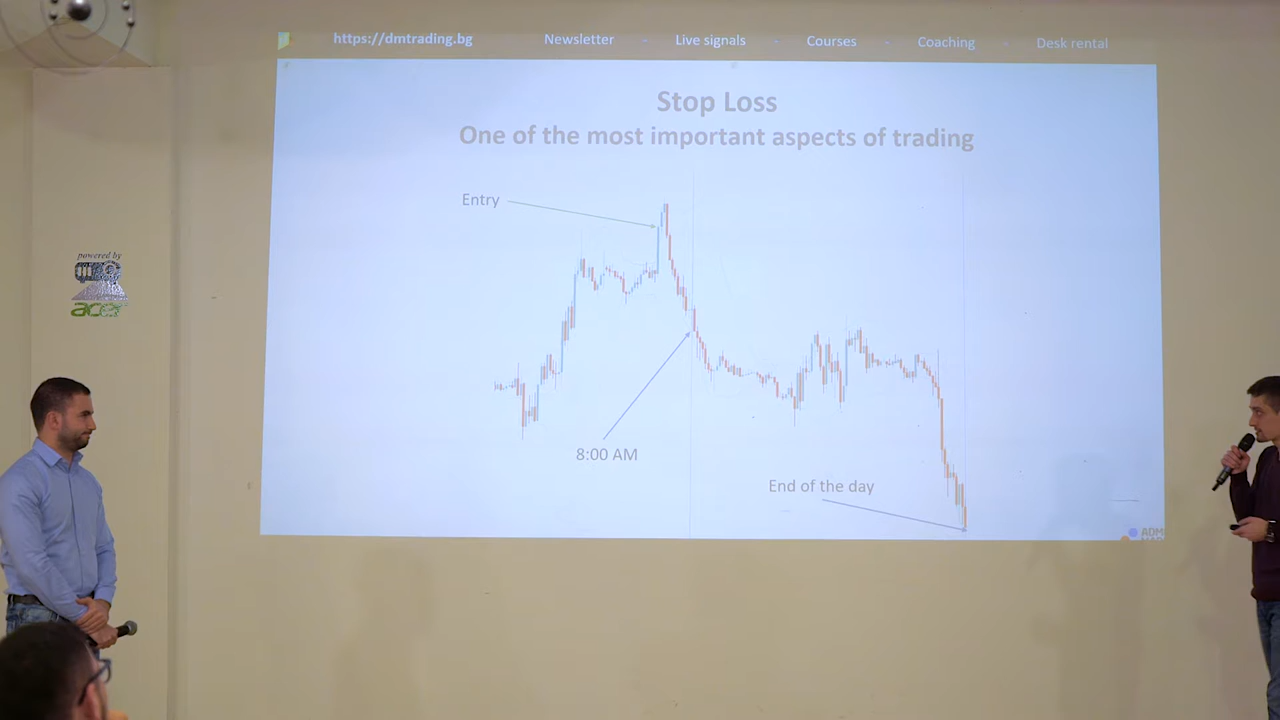 https://dmtrading.bg Newsletter - Live signals - Courses - Coaching - Desk rental
Stop Loss
One of the most important aspects of trading
Entry
8:00 AM
End of the day
powered by
acer
ADM